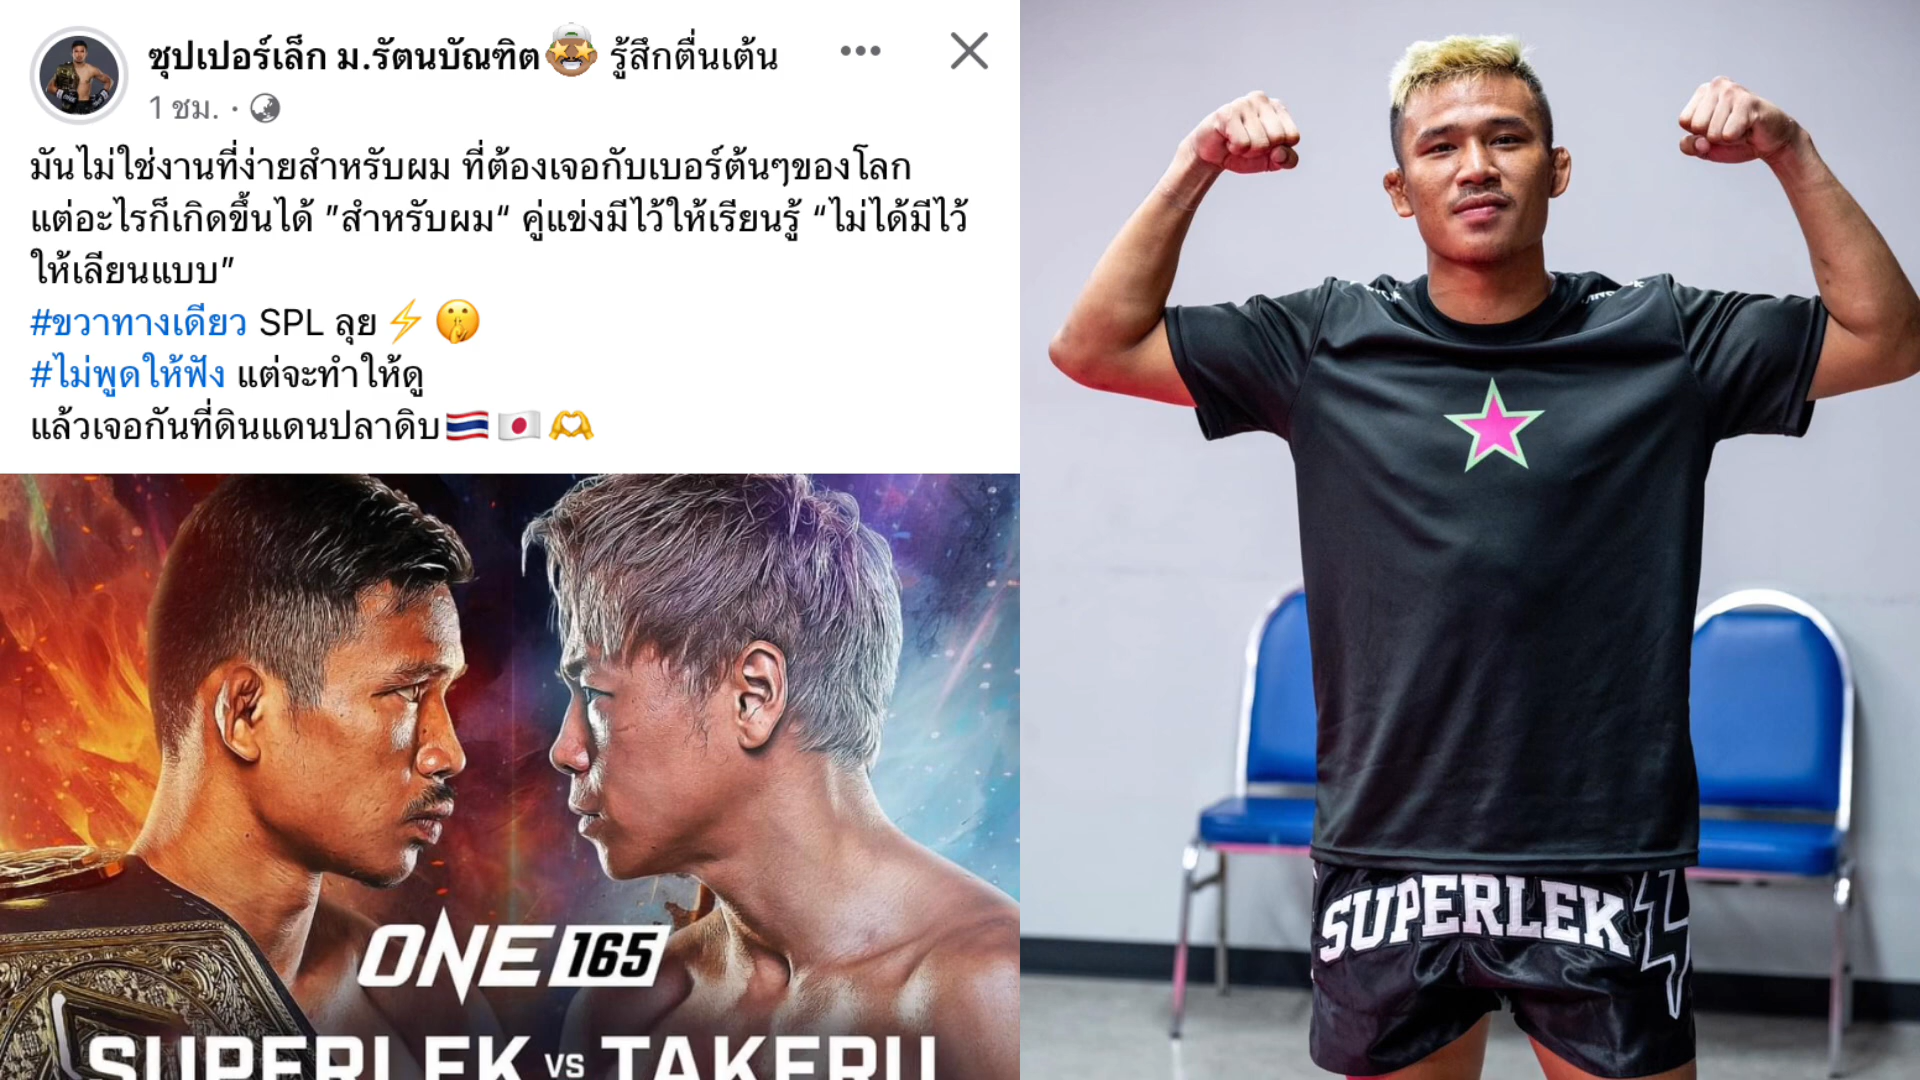 ซุปเปอร์เล็ก ม.รัตนบัณฑิต รู้สึกตื่นเต้น
1 ชม.
มันไม่ใช่งานที่ง่ายสำหรับผม ที่ต้องเจอกับเบอร์ต้นๆของโลก
แต่อะไรก็เกิดขึ้นได้ ”สำหรับผม“ คู่แข่งมีไว้ให้เรียนรู้ “ไม่ได้มีไว้
ให้เลียนแบบ”
#ขวาทางเดียว SPL ลุย⚡🤫
#ไม่พูดให้ฟัง แต่จะทำให้ดู
แล้วเจอกันที่ดินแดนปลาดิบ🇹🇭🇯🇵🫶
ONE 165
SUPERLEK VS TAKERU
SUPERLEK